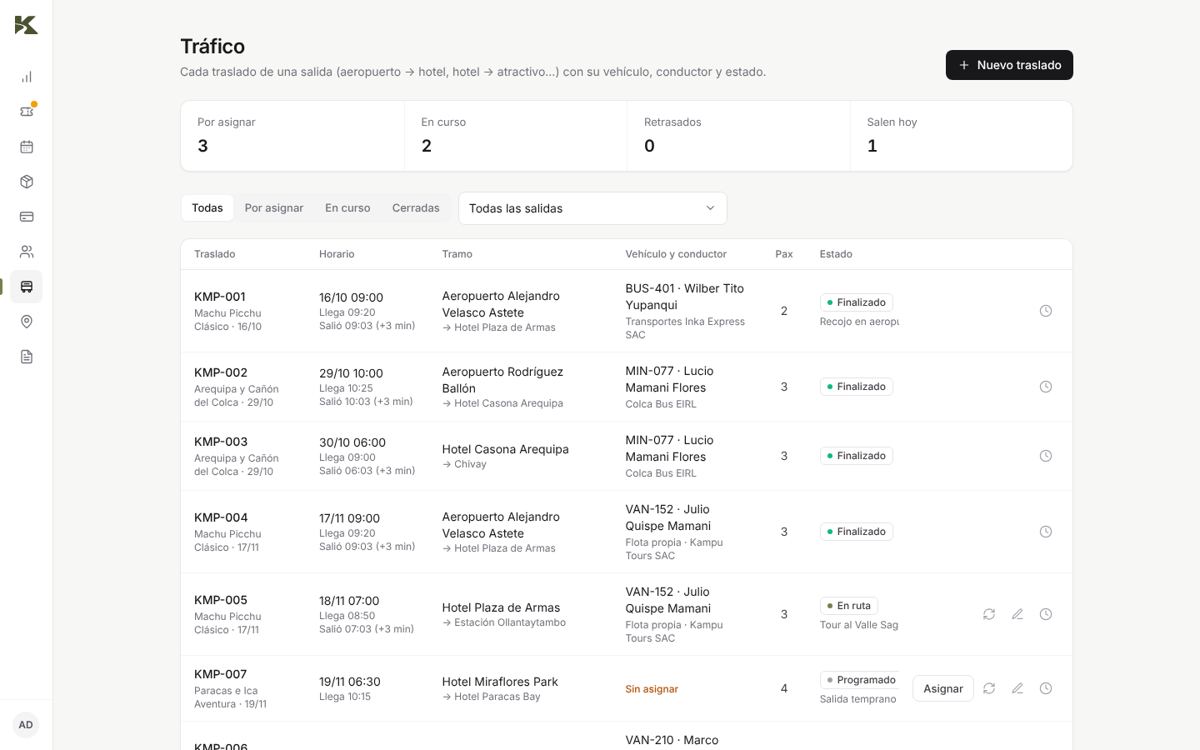 Tráfico
Cada traslado de una salida (aeropuerto → hotel, hotel → atractivo...) con su vehículo, conductor y estado.
+ Nuevo traslado
Por asignar
3
En curso
2
Retrasados
0
Salen hoy
1
Todas Por asignar En curso Cerradas
Todas las salidas
Traslado Horario Tramo Vehículo y conductor Pax Estado
KMP-001
Machu Picchu
Clásico · 16/10
16/10 09:00
Llega 09:20
Salió 09:03 (+3 min)
Aeropuerto Alejandro
Velasco Astete
→ Hotel Plaza de Armas
BUS-401 · Wilber Tito
Yupanqui
Transportes Inka Express
SAC
2
Finalizado
Recojo en aeropu
KMP-002
Arequipa y Cañón
del Colca · 29/10
29/10 10:00
Llega 10:25
Salió 10:03 (+3 min)
Aeropuerto Rodríguez
Ballón
→ Hotel Casona Arequipa
MIN-077 · Lucio
Mamani Flores
Colca Bus EIRL
3
Finalizado
KMP-003
Arequipa y Cañón
del Colca · 29/10
30/10 06:00
Llega 09:00
Salió 06:03 (+3 min)
Hotel Casona Arequipa
→ Chivay
MIN-077 · Lucio
Mamani Flores
Colca Bus EIRL
3
Finalizado
KMP-004
Machu Picchu
Clásico · 17/11
17/11 09:00
Llega 09:20
Salió 09:03 (+3 min)
Aeropuerto Alejandro
Velasco Astete
→ Hotel Plaza de Armas
VAN-152 · Julio
Quispe Mamani
Flota propia · Kampu
Tours SAC
3
Finalizado
KMP-005
Machu Picchu
Clásico · 17/11
18/11 07:00
Llega 08:50
Salió 07:03 (+3 min)
Hotel Plaza de Armas
→ Estación Ollantaytambo
VAN-152 · Julio
Quispe Mamani
Flota propia · Kampu
Tours SAC
3
En ruta
Tour al Valle Sag
KMP-007
Paracas e Ica
Aventura · 19/11
19/11 06:30
Llega 10:15
Hotel Miraflores Park
→ Hotel Paracas Bay
Sin asignar
4
Programado
Salida temprano
Asignar
KMP-006
VAN-210 · Marco
AD